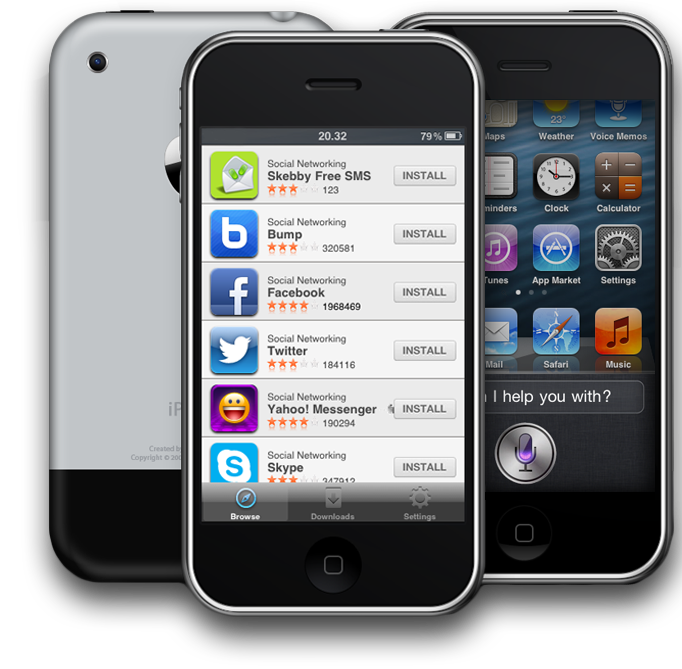 20.32 79 %
Social Networking
Skebby Free SMS
123
INSTALL
Social Networking
Bump
320581
INSTALL
Social Networking
Facebook
1968469
INSTALL
Social Networking
Twitter
184116
INSTALL
Social Networking
Yahoo! Messenger
190294
INSTALL
Social Networking
Skype
347912
INSTALL
Browse Downloads Settings
iP
Created by
Copyright © 200
Maps Weather Voice Memos
23°
minders Clock Calculator
Tunes App Market Settings
Mail Safari Music
I help you with?